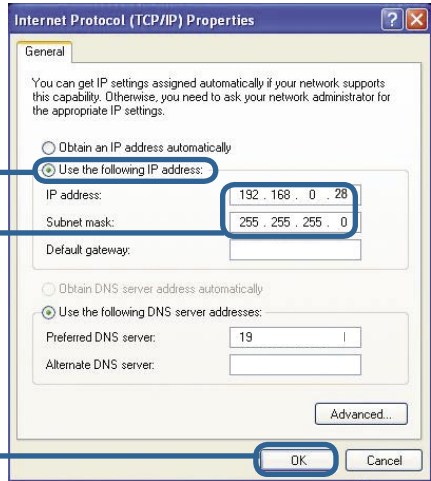 Internet Protocol (TCP/IP) Properties
General
You can get IP settings assigned automatically if your network supports
this capability. Otherwise, you need to ask your network administrator for
the appropriate IP settings.
Obtain an IP address automatically
Use the following IP address:
IP address: 192 . 168 . 0 . 28
Subnet mask: 255 . 255 . 255 . 0
Default gateway:
Obtain DNS server address automatically
Use the following DNS server addresses:
Preferred DNS server: 19
Alternate DNS server:
Advanced...
OK Cancel